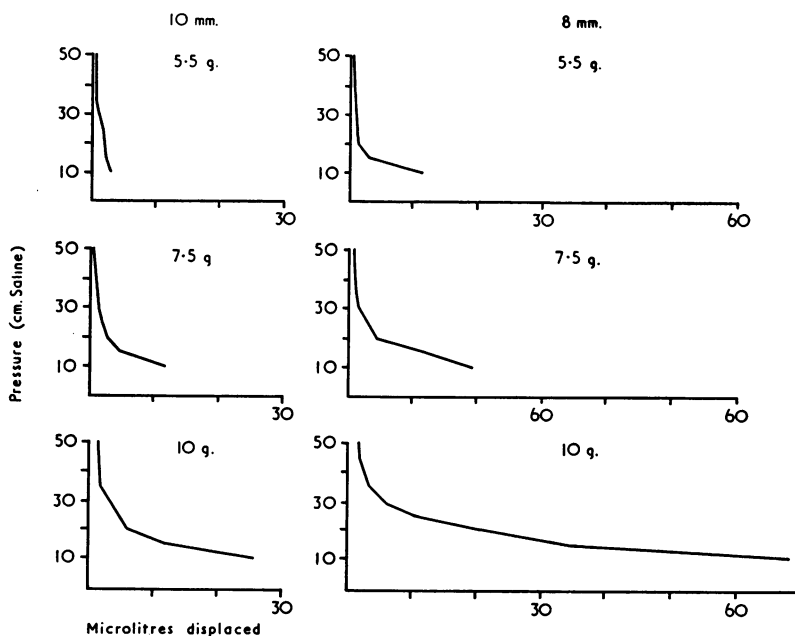 10 mm. 8 mm.
5·5 g. 5·5 g.
50 50
30 30
10 10
30 30 60
7·5 g 7·5 g.
50 50
30 30
10 10
30 60 60
10 g. 10 g.
50 50
30 30
10 10
30 30 60
Pressure (cm. Saline)
Microlitres displaced